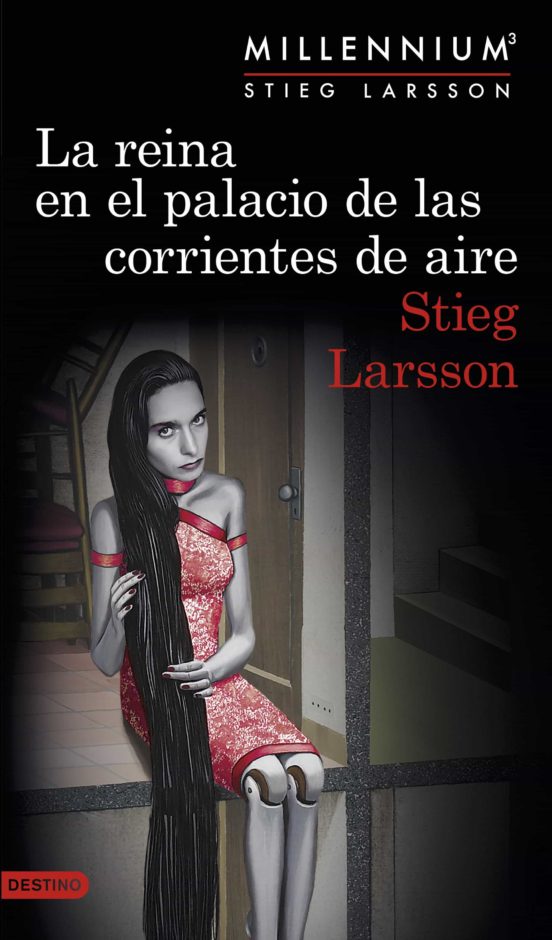 MILLENNIUM³
STIEG LARSSON
La reina
en el palacio de las
corrientes de aire
Stieg
Larsson
DESTINO